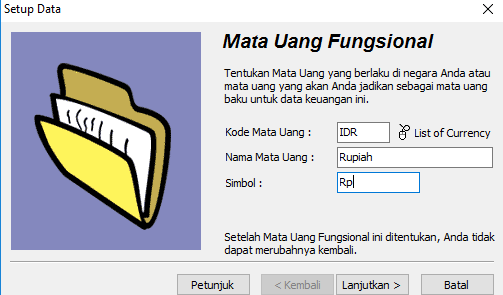 Setup Data
Mata Uang Fungsional
Tentukan Mata Uang yang berlaku di negara Anda atau
mata uang yang akan Anda jadikan sebagai mata uang
baku untuk data keuangan ini.
Kode Mata Uang : IDR List of Currency
Nama Mata Uang : Rupiah
Simbol : Rp
Setelah Mata Uang Fungsional ini ditentukan, Anda tidak
dapat merubahnya kembali.
Petunjuk < Kembali Lanjutkan > Batal